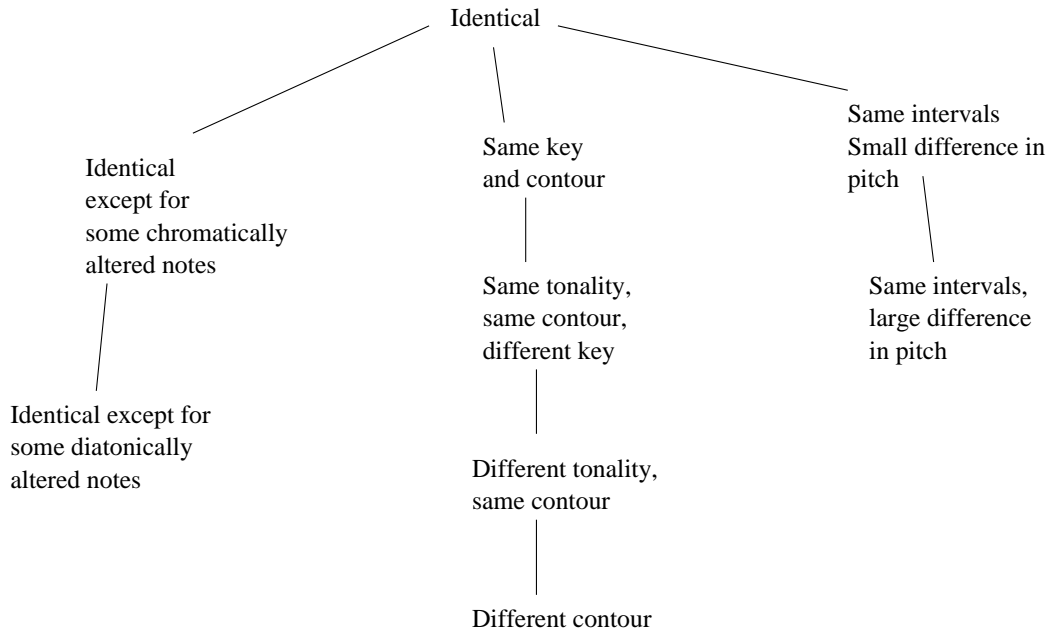 Identical
Identical
except for
some chromatically
altered notes
Identical except for
some diatonically
altered notes
Same key
and contour
Same tonality,
same contour,
different key
Different tonality,
same contour
Different contour
Same intervals
Small difference in
pitch
Same intervals,
large difference
in pitch